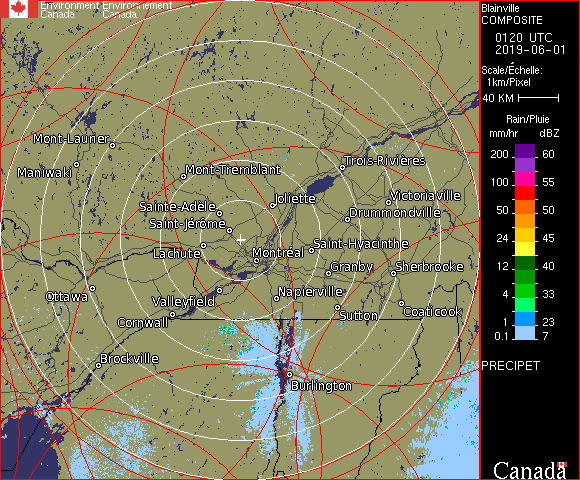 Environment Environnement
Canada Canada
Blainville
COMPOSITE
0120 UTC
2019-06-01
Scale/Échelle:
1km/Pixel
40 KM
Rain/Pluie
mm/hr dBZ
200 60
150 57
100 55
50 50
24 45
12 40
4 33
1 23
0.1 7
PRECIPET
Canada
Mont-Laurier
Maniwaki
Mont-Tremblant
Trois-Rivières
Joliette
Victoriaville
Sainte-Adèle
Drummondville
Saint-Jérôme
Saint-Hyacinthe
Lachute
Montréal
Granby
Sherbrooke
Ottawa
Valleyfield
Napierville
Cornwall
Sutton
Coaticook
Brockville
Burlington